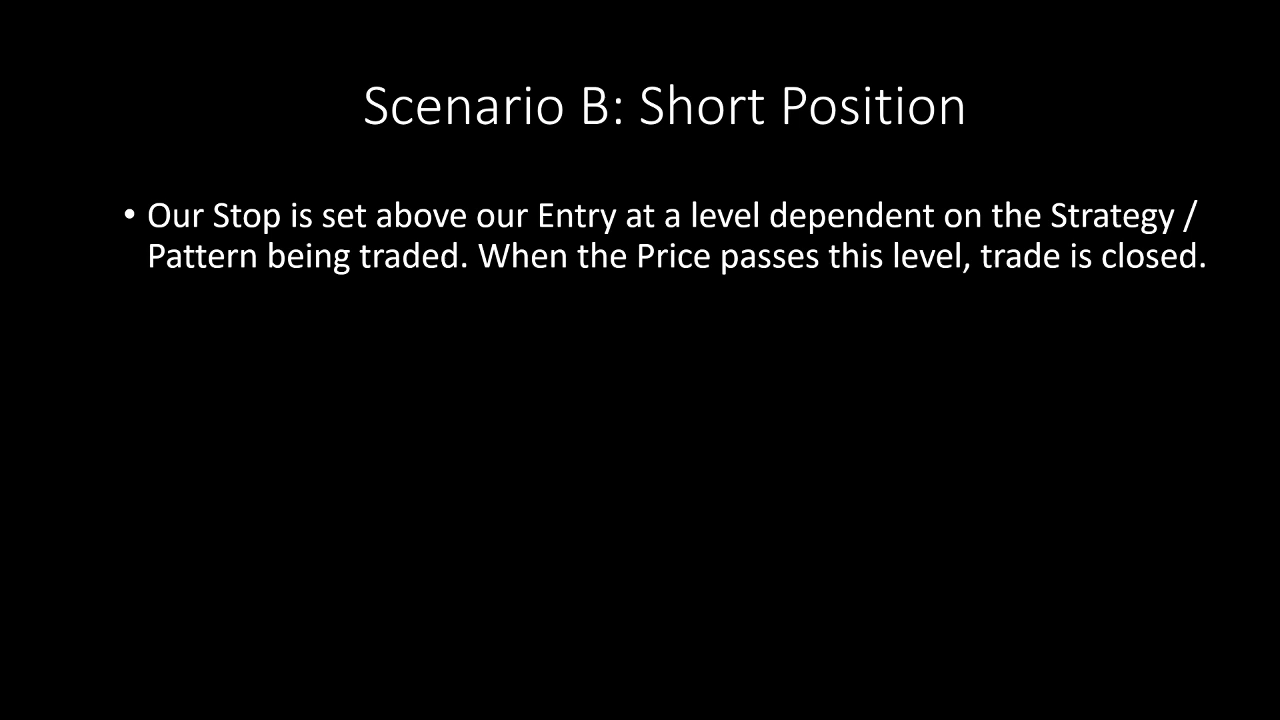 Scenario B: Short Position
• Our Stop is set above our Entry at a level dependent on the Strategy /
Pattern being traded. When the Price passes this level, trade is closed.